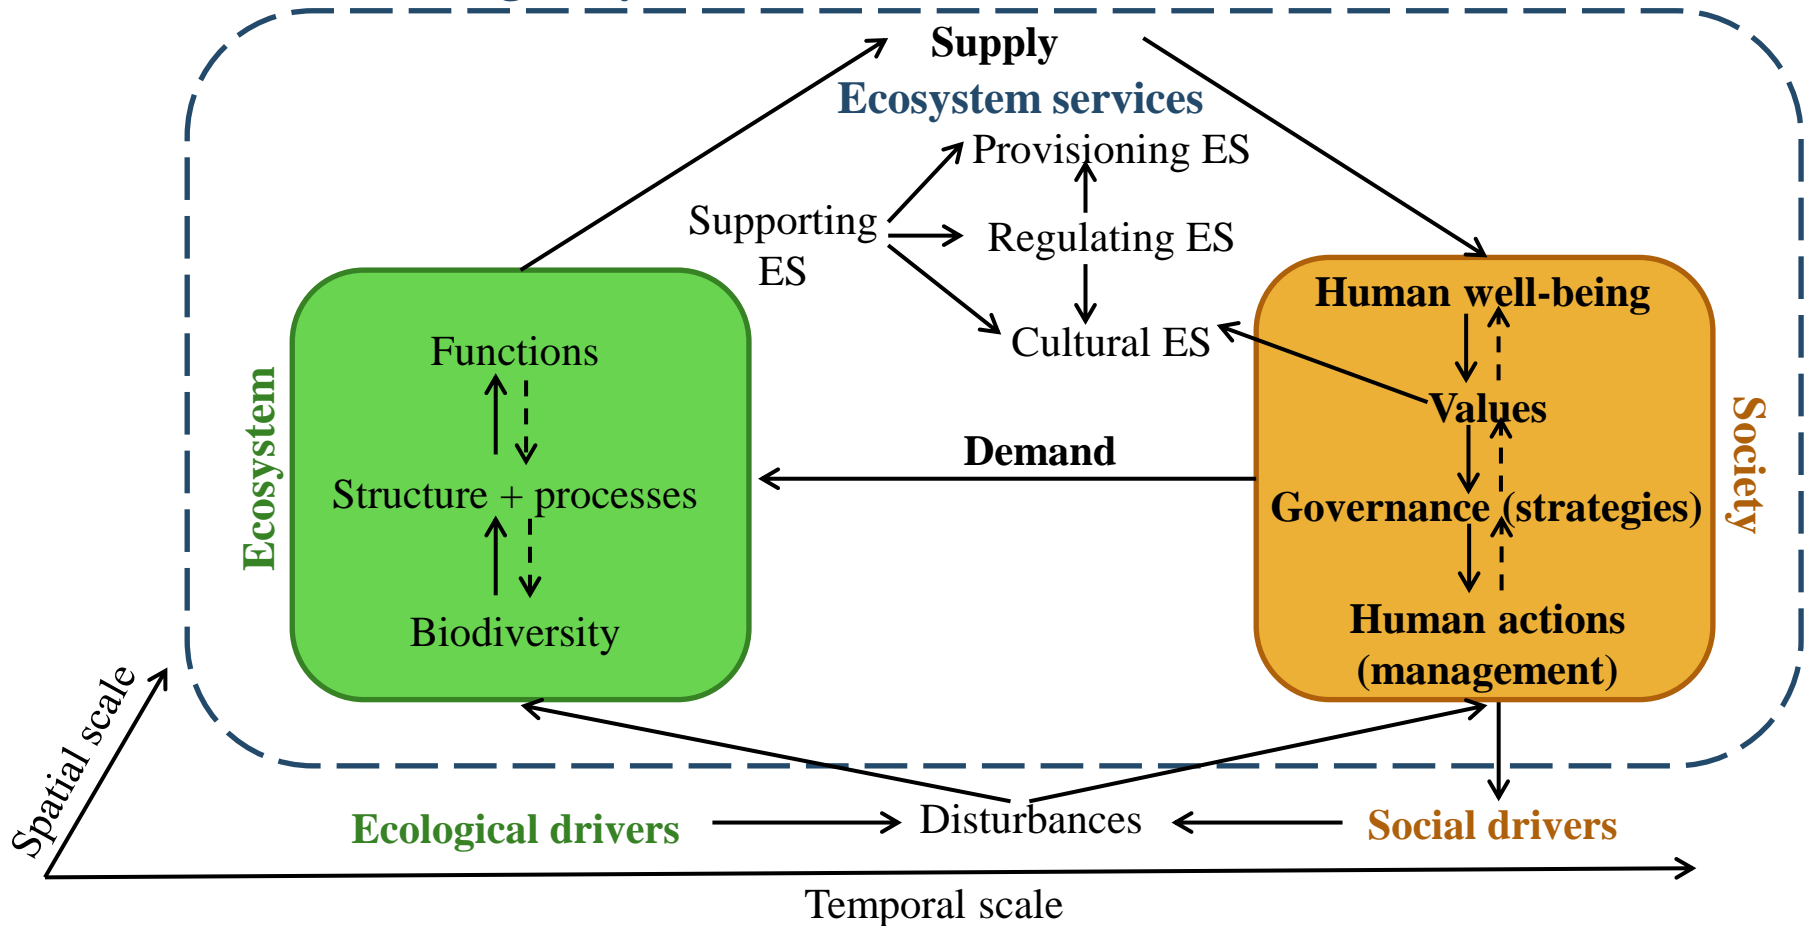 Supply
Ecosystem services
Provisioning ES
Supporting
ES
Regulating ES
Cultural ES
Ecosystem
Functions
Structure + processes
Biodiversity
Demand
Human well-being
Values
Governance (strategies)
Human actions
(management)
Society
Spatial scale
Ecological drivers
Disturbances
Social drivers
Temporal scale